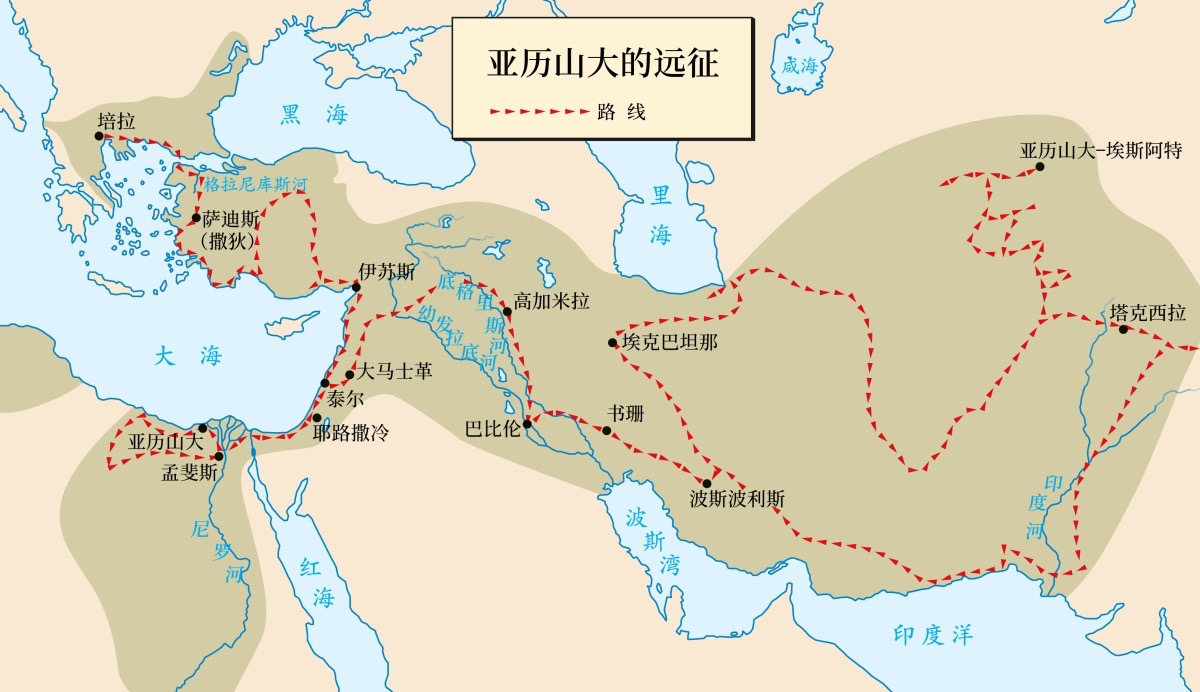 亚历山大的远征
路 线
咸海
培拉
黑 海
亚历山大-埃斯阿特
格拉尼库斯河
里
海
萨迪斯
（撒狄）
伊苏斯
底格里斯河
高加米拉
幼发拉底河
塔克西拉
埃克巴坦那
大 海
大马士革
泰尔
书珊
耶路撒冷
巴比伦
亚历山大
孟斐斯
波斯波利斯
印度河
波斯湾
尼罗河
红
海
印度洋